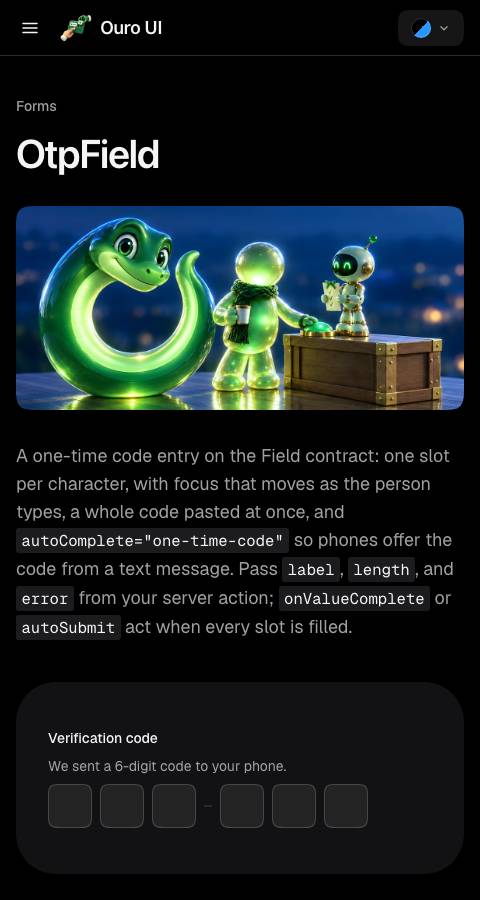 Ouro UI
Forms
OtpField
A one-time code entry on the Field contract: one slot
per character, with focus that moves as the person
types, a whole code pasted at once, and
autoComplete="one-time-code" so phones offer the
code from a text message. Pass label, length, and
error from your server action; onValueComplete or
autoSubmit act when every slot is filled.
Verification code
We sent a 6-digit code to your phone.